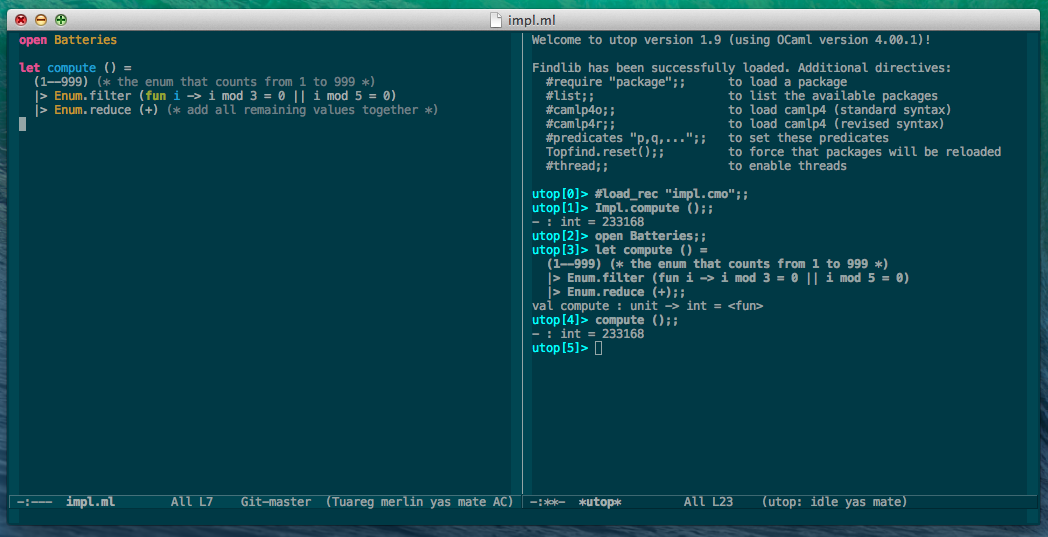 impl.ml
open Batteries
let compute () =
  (1--999) (* the enum that counts from 1 to 999 *)
  |> Enum.filter (fun i -> i mod 3 = 0 || i mod 5 = 0)
  |> Enum.reduce (+) (* add all remaining values together *)
-:---  impl.ml        All L7    Git-master  (Tuareg merlin yas mate AC)
Welcome to utop version 1.9 (using OCaml version 4.00.1)!
Findlib has been successfully loaded. Additional directives:
  #require "package";;      to load a package
  #list;;                   to list the available packages
  #camlp4o;;                to load camlp4 (standard syntax)
  #camlp4r;;                to load camlp4 (revised syntax)
  #predicates "p,q,...";;   to set these predicates
  Topfind.reset();;         to force that packages will be reloaded
  #thread;;                 to enable threads
utop[0]> #load_rec "impl.cmo";;
utop[1]> Impl.compute ();;
- : int = 233168
utop[2]> open Batteries;;
utop[3]> let compute () =
  (1--999) (* the enum that counts from 1 to 999 *)
  |> Enum.filter (fun i -> i mod 3 = 0 || i mod 5 = 0)
  |> Enum.reduce (+);;
val compute : unit -> int = <fun>
utop[4]> compute ();;
- : int = 233168
utop[5]>
-:**-  *utop*         All L23    (utop: idle yas mate)